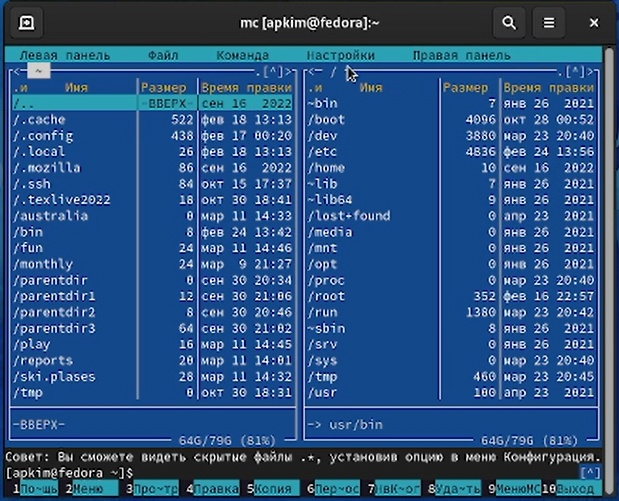 mc [apkim@fedora]:~
Левая панель Файл Команда Настройки Правая панель
<─ ~ .[^]> <─ / .[^]>
.и Имя Размер Время правки .и Имя Размер Время правки
/.. -ВВЕРХ- сен 16 2022 ~bin 7 янв 26 2021
/.cache 522 фев 18 13:13 /boot 4096 окт 28 00:52
/.config 438 фев 17 00:20 /dev 3880 мар 23 20:40
/.local 26 фев 18 13:13 /etc 4836 фев 24 13:56
/.mozilla 86 сен 16 2022 /home 10 сен 16 2022
/.ssh 84 окт 15 17:37 ~lib 7 янв 26 2021
/.texlive2022 18 окт 30 18:41 ~lib64 9 янв 26 2021
/australia 0 мар 11 14:33 /lost+found 0 апр 23 2021
/bin 8 фев 24 13:42 /media 0 янв 26 2021
/fun 24 мар 11 14:46 /mnt 0 янв 26 2021
/monthly 24 мар 9 21:27 /opt 0 янв 26 2021
/parentdir 0 сен 30 20:34 /proc 0 мар 23 20:40
/parentdir1 12 сен 30 21:06 /root 352 фев 16 22:57
/parentdir2 8 сен 30 20:46 /run 1380 мар 23 20:42
/parentdir3 64 сен 30 21:02 ~sbin 8 янв 26 2021
/play 16 мар 11 14:45 /srv 0 янв 26 2021
/reports 20 мар 11 14:01 /sys 0 мар 23 20:40
/ski.plases 28 мар 11 14:32 /tmp 460 мар 23 20:45
/tmp 0 окт 30 18:31 /usr 100 апр 23 2021
-ВВЕРХ- -> usr/bin
64G/79G (81%) 64G/79G (81%)
Совет: Вы сможете видеть скрытые файлы .*, установив опцию в меню Конфигурация.
[apkim@fedora ~]$ [^]
1По~щь 2Меню 3Про~тр 4Правка 5Копия 6Пер~ос 7НвК~ог 8Уда~ть 9МенюMC 10Выход